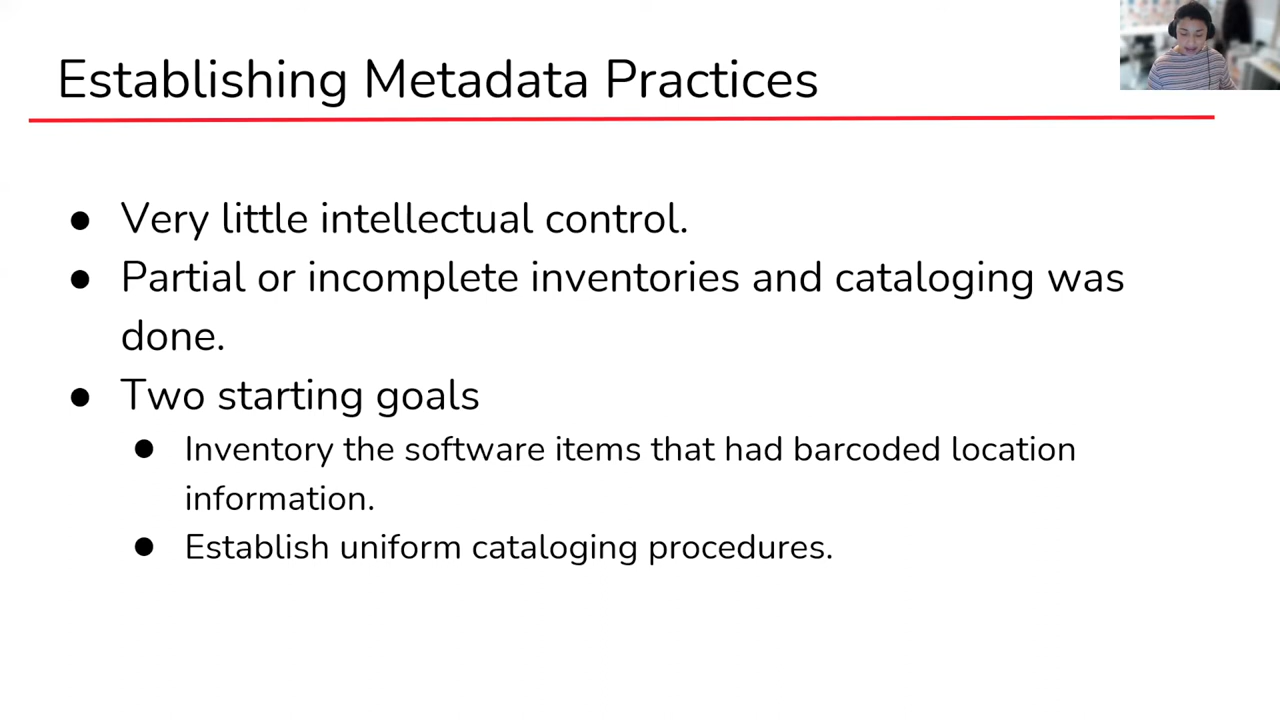 Establishing Metadata Practices
● Very little intellectual control.
● Partial or incomplete inventories and cataloging was
done.
● Two starting goals
● Inventory the software items that had barcoded location
information.
● Establish uniform cataloging procedures.